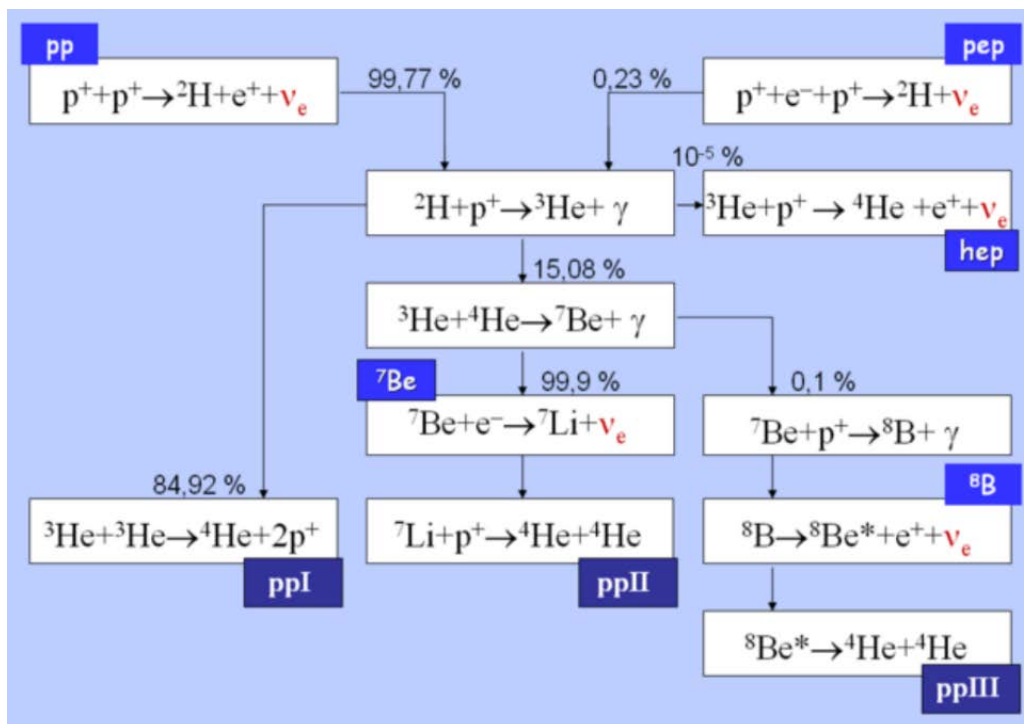 pp
pep
p⁺+p⁺→²H+e⁺+νₑ
99,77 %
0,23 %
p⁺+e⁻+p⁺→²H+νₑ
10⁻⁵ %
²H+p⁺→³He+ γ
³He+p⁺ → ⁴He +e⁺+νₑ
hep
15,08 %
³He+⁴He→⁷Be+ γ
⁷Be
99,9 %
0,1 %
⁷Be+e⁻→⁷Li+νₑ
⁷Be+p⁺→⁸B+ γ
84,92 %
⁸B
³He+³He→⁴He+2p⁺
⁷Li+p⁺→⁴He+⁴He
⁸B→⁸Be*+e⁺+νₑ
ppI
ppII
⁸Be*→⁴He+⁴He
ppIII